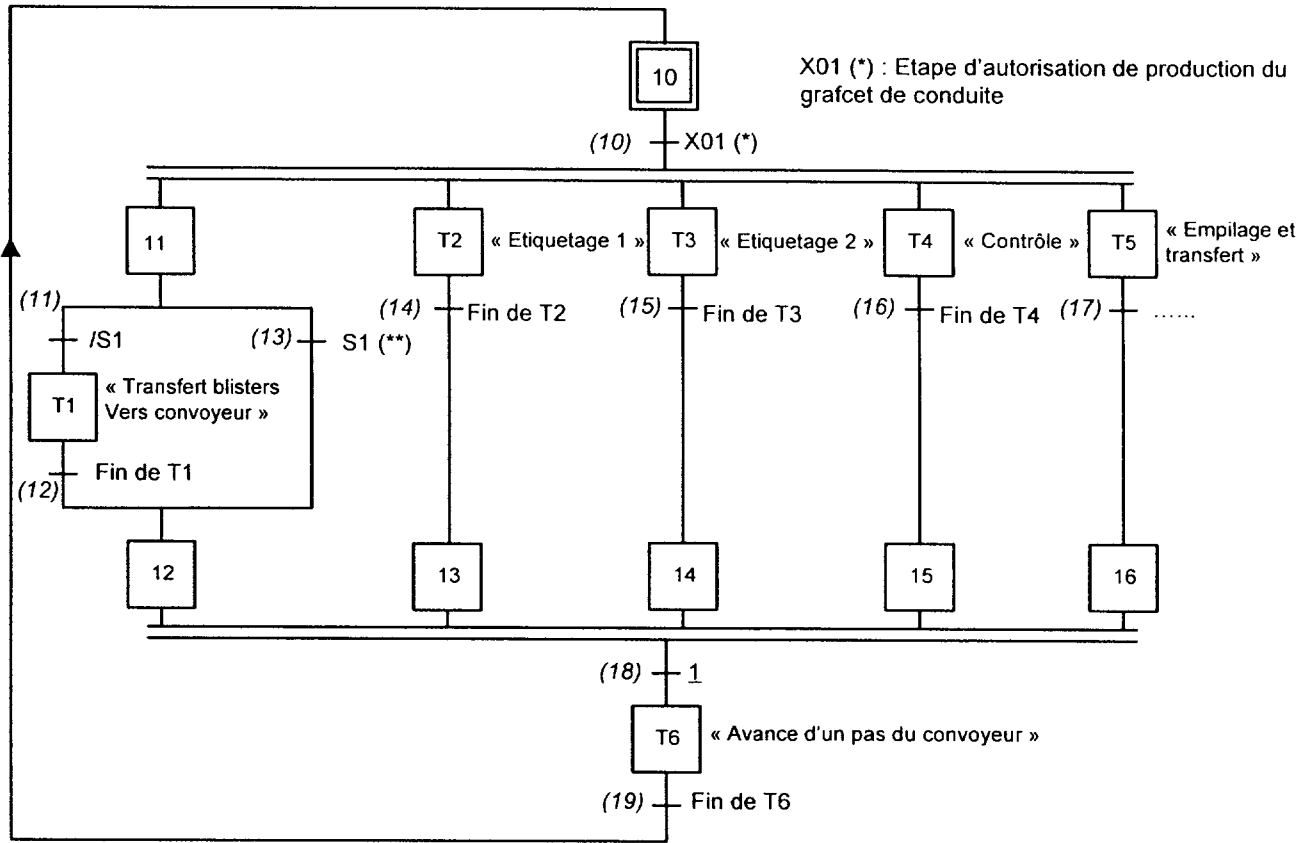 10
X01 (*) : Etape d'autorisation de production du
grafcet de conduite
(10)
X01 (*)
11
T2
« Etiquetage 1 »
T3
« Etiquetage 2 »
T4
« Contrôle »
T5
« Empilage et
transfert »
(11)
/S1
(13)
S1 (**)
(14)
Fin de T2
(15)
Fin de T3
(16)
Fin de T4
(17)
......
T1
« Transfert blisters
Vers convoyeur »
Fin de T1
(12)
12
13
14
15
16
(18)
1
T6
« Avance d'un pas du convoyeur »
(19)
Fin de T6